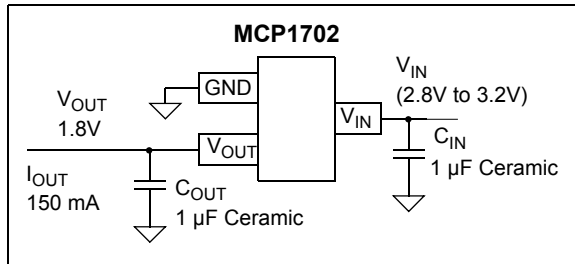 MCP1702
GND
V_IN
(2.8V to 3.2V)
V_OUT
1.8V
V_IN
V_OUT
C_IN
1 µF Ceramic
I_OUT
150 mA
C_OUT
1 µF Ceramic